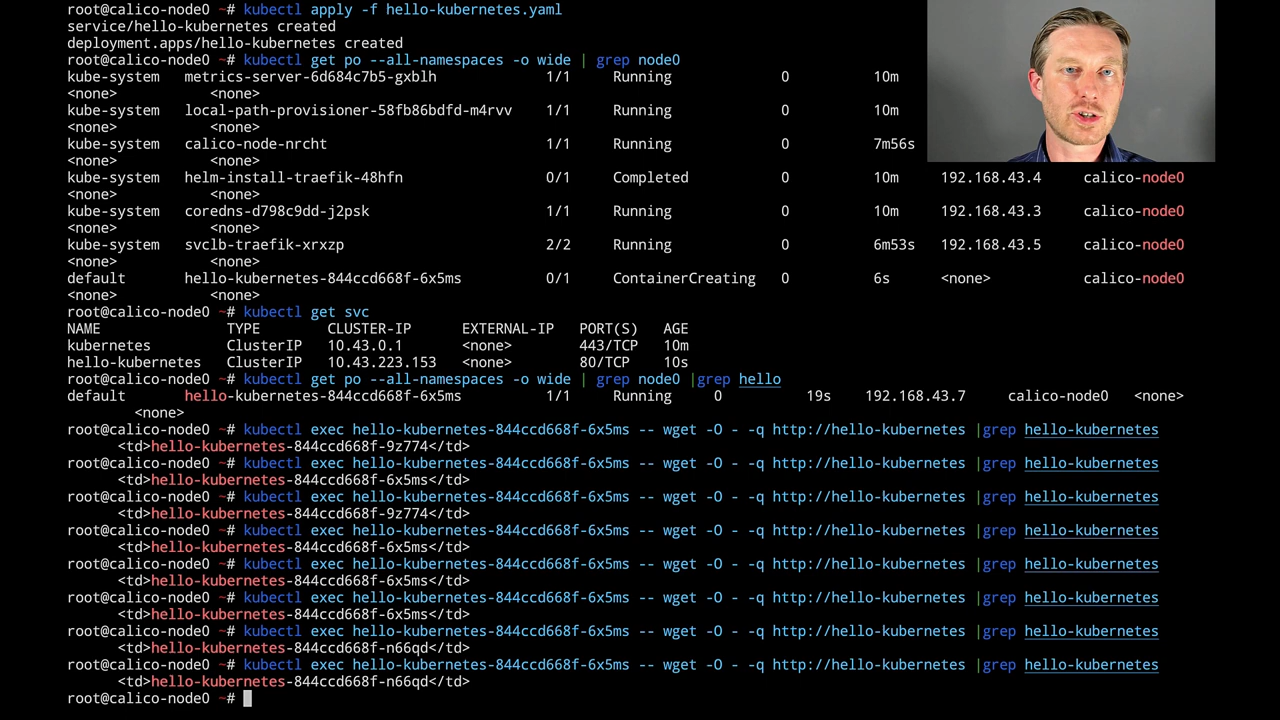 root@calico-node0 ~# kubectl apply -f hello-kubernetes.yaml
service/hello-kubernetes created
deployment.apps/hello-kubernetes created
root@calico-node0 ~# kubectl get po --all-namespaces -o wide | grep node0
kube-system metrics-server-6d684c7b5-gxblh 1/1 Running 0 10m
<none> <none>
kube-system local-path-provisioner-58fb86bdfd-m4rvv 1/1 Running 0 10m
<none> <none>
kube-system calico-node-nrcht 1/1 Running 0 7m56s
<none> <none>
kube-system helm-install-traefik-48hfn 0/1 Completed 0 10m 192.168.43.4 calico-node0
<none> <none>
kube-system coredns-d798c9dd-j2psk 1/1 Running 0 10m 192.168.43.3 calico-node0
<none> <none>
kube-system svclb-traefik-xrxzp 2/2 Running 0 6m53s 192.168.43.5 calico-node0
<none> <none>
default hello-kubernetes-844ccd668f-6x5ms 0/1 ContainerCreating 0 6s <none> calico-node0
<none> <none>
root@calico-node0 ~# kubectl get svc
NAME TYPE CLUSTER-IP EXTERNAL-IP PORT(S) AGE
kubernetes ClusterIP 10.43.0.1 <none> 443/TCP 10m
hello-kubernetes ClusterIP 10.43.223.153 <none> 80/TCP 10s
root@calico-node0 ~# kubectl get po --all-namespaces -o wide | grep node0 |grep hello
default hello-kubernetes-844ccd668f-6x5ms 1/1 Running 0 19s 192.168.43.7 calico-node0 <none>
<none>
root@calico-node0 ~# kubectl exec hello-kubernetes-844ccd668f-6x5ms -- wget -O - -q http://hello-kubernetes |grep hello-kubernetes
<td>hello-kubernetes-844ccd668f-9z774</td>
root@calico-node0 ~# kubectl exec hello-kubernetes-844ccd668f-6x5ms -- wget -O - -q http://hello-kubernetes |grep hello-kubernetes
<td>hello-kubernetes-844ccd668f-6x5ms</td>
root@calico-node0 ~# kubectl exec hello-kubernetes-844ccd668f-6x5ms -- wget -O - -q http://hello-kubernetes |grep hello-kubernetes
<td>hello-kubernetes-844ccd668f-9z774</td>
root@calico-node0 ~# kubectl exec hello-kubernetes-844ccd668f-6x5ms -- wget -O - -q http://hello-kubernetes |grep hello-kubernetes
<td>hello-kubernetes-844ccd668f-6x5ms</td>
root@calico-node0 ~# kubectl exec hello-kubernetes-844ccd668f-6x5ms -- wget -O - -q http://hello-kubernetes |grep hello-kubernetes
<td>hello-kubernetes-844ccd668f-6x5ms</td>
root@calico-node0 ~# kubectl exec hello-kubernetes-844ccd668f-6x5ms -- wget -O - -q http://hello-kubernetes |grep hello-kubernetes
<td>hello-kubernetes-844ccd668f-6x5ms</td>
root@calico-node0 ~# kubectl exec hello-kubernetes-844ccd668f-6x5ms -- wget -O - -q http://hello-kubernetes |grep hello-kubernetes
<td>hello-kubernetes-844ccd668f-n66qd</td>
root@calico-node0 ~# kubectl exec hello-kubernetes-844ccd668f-6x5ms -- wget -O - -q http://hello-kubernetes |grep hello-kubernetes
<td>hello-kubernetes-844ccd668f-n66qd</td>
root@calico-node0 ~#